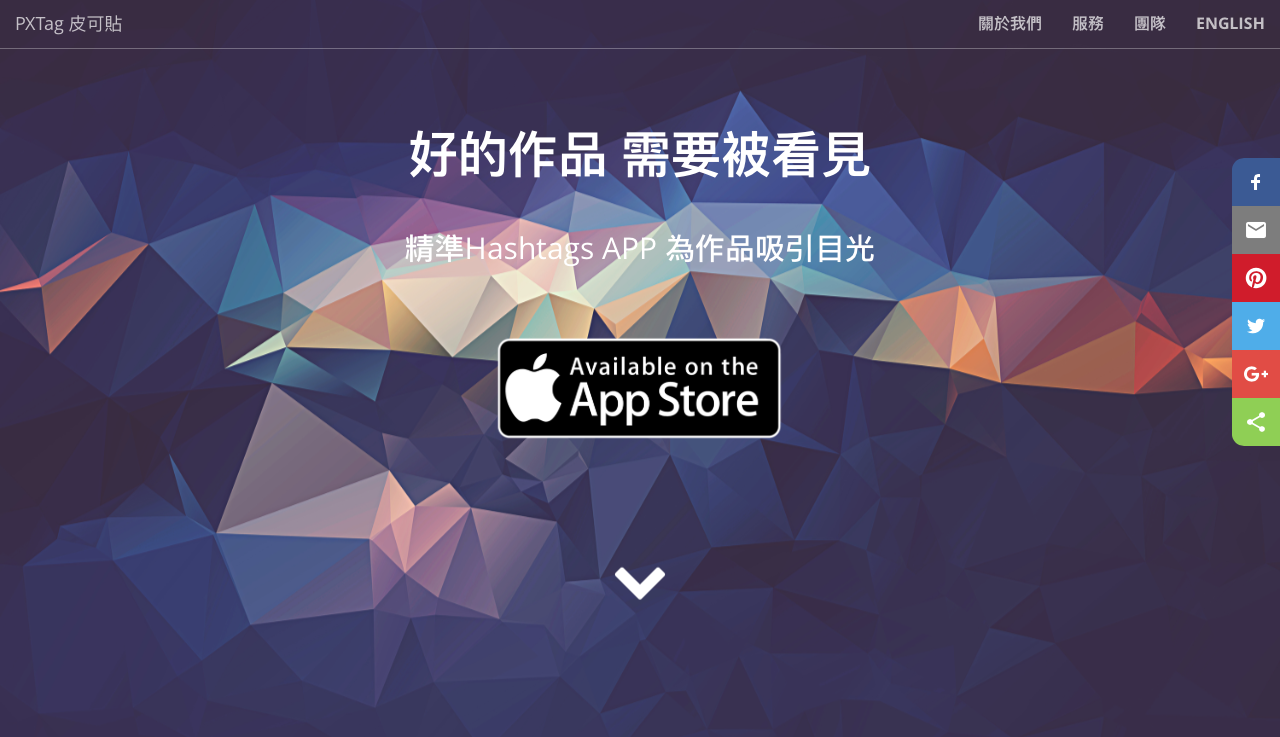 PXTag 皮可貼
關於我們
服務
團隊
ENGLISH
好的作品 需要被看見
精準Hashtags APP 為作品吸引目光
Available on the
App Store